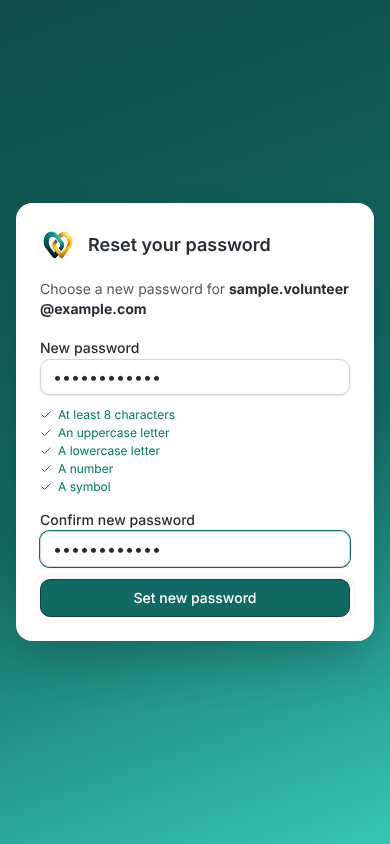 Reset your password
Choose a new password for sample.volunteer
@example.com
New password
••••••••••••
At least 8 characters
An uppercase letter
A lowercase letter
A number
A symbol
Confirm new password
••••••••••••
Set new password